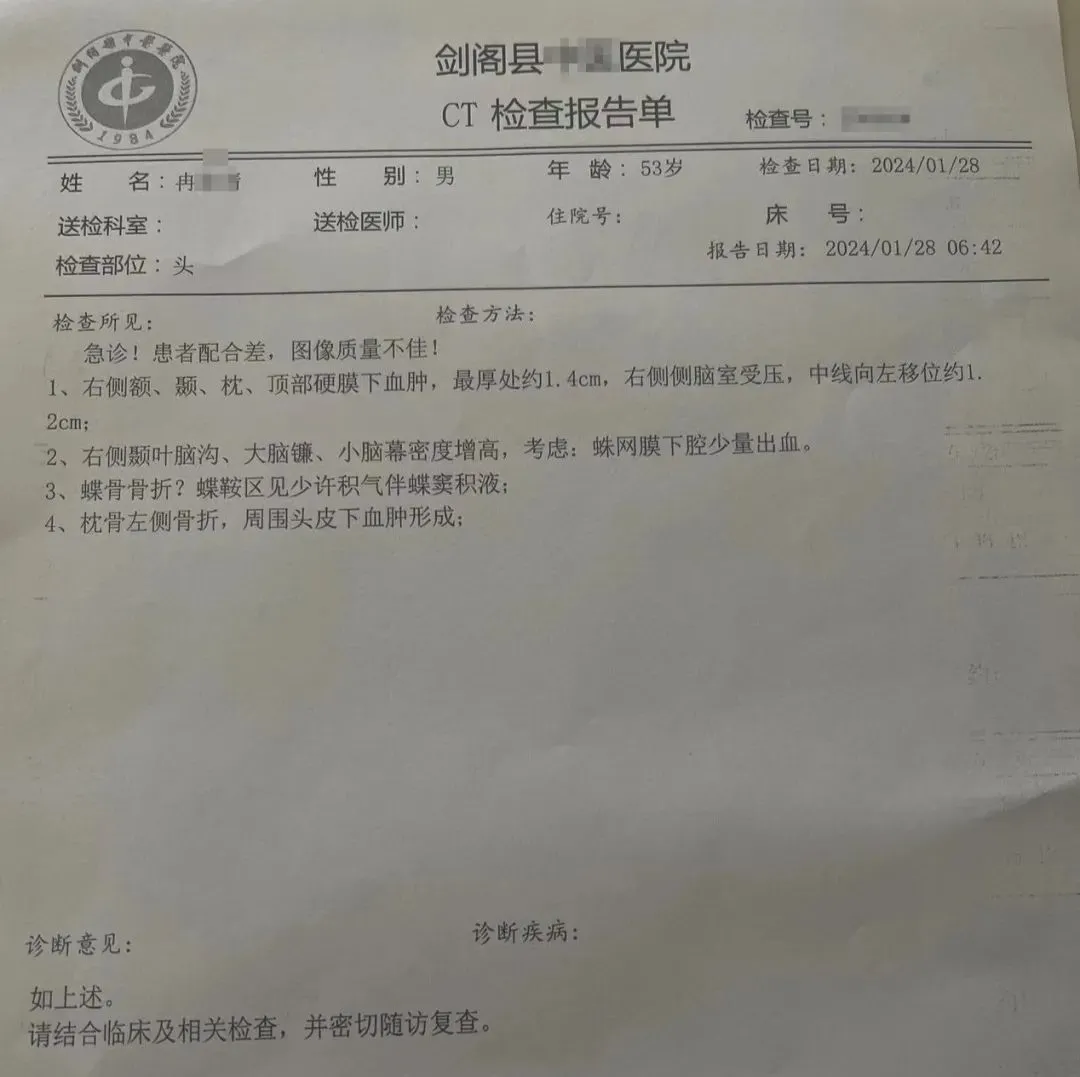 剑阁县医院
CT 检查报告单
检查号：
姓 名：冉
性 别：男
年 龄：53岁
检查日期：2024/01/28
送检科室：
送检医师：
住院号：
床 号：
检查部位：头
报告日期： 2024/01/28 06:42
检查所见：
检查方法：
急诊！患者配合差，图像质量不佳！
1、右侧额、颞、枕、顶部硬膜下血肿，最厚处约1.4cm，右侧侧脑室受压，中线向左移位约1.
2cm；
2、右侧颞叶脑沟、大脑镰、小脑幕密度增高，考虑：蛛网膜下腔少量出血。
3、蝶骨骨折？蝶鞍区见少许积气伴蝶窦积液；
4、枕骨左侧骨折，周围头皮下血肿形成；
诊断意见：
诊断疾病：
如上述。
请结合临床及相关检查，并密切随访复查。
1984